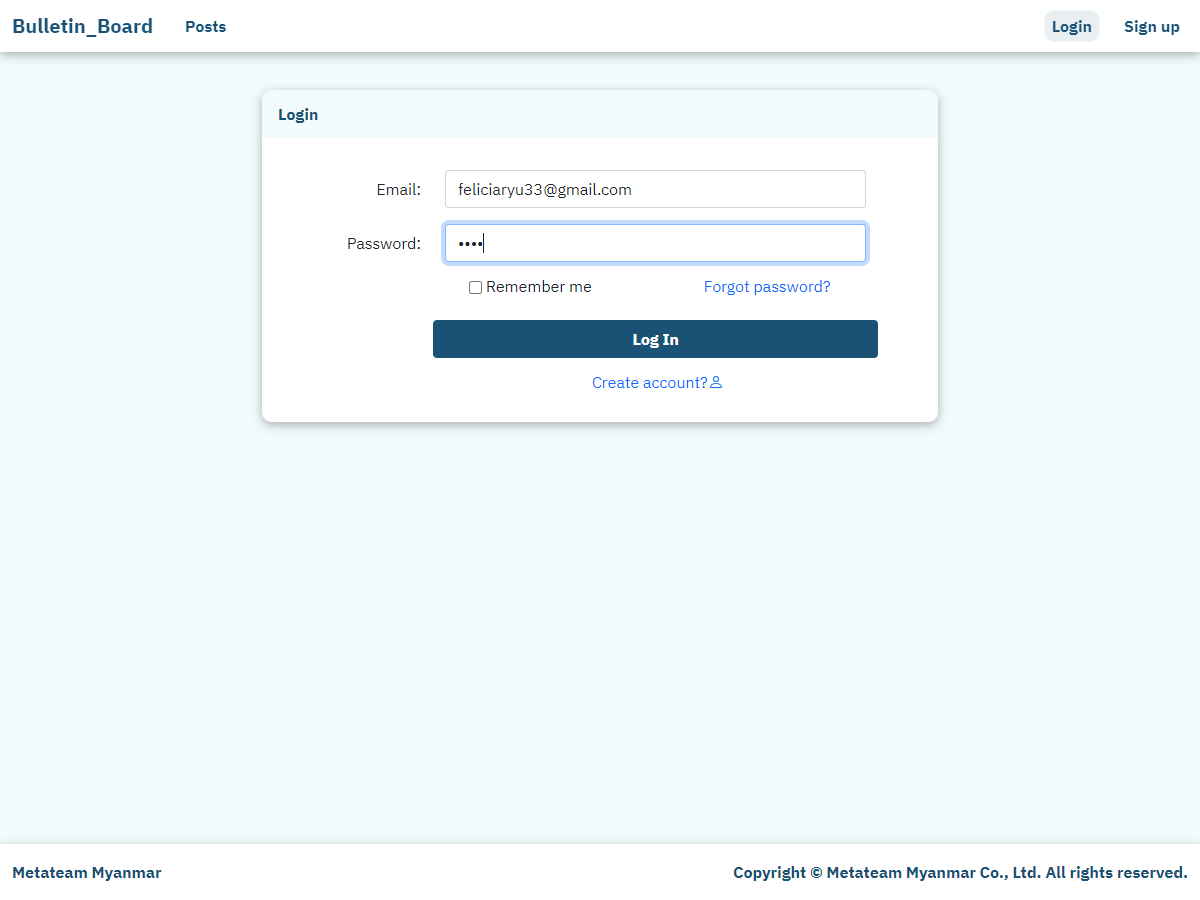 Bulletin_Board Posts Login Sign up
Login
Email: feliciaryu33@gmail.com
Password: ••••
Remember me Forgot password?
Log In
Create account?
Metateam Myanmar Copyright © Metateam Myanmar Co., Ltd. All rights reserved.